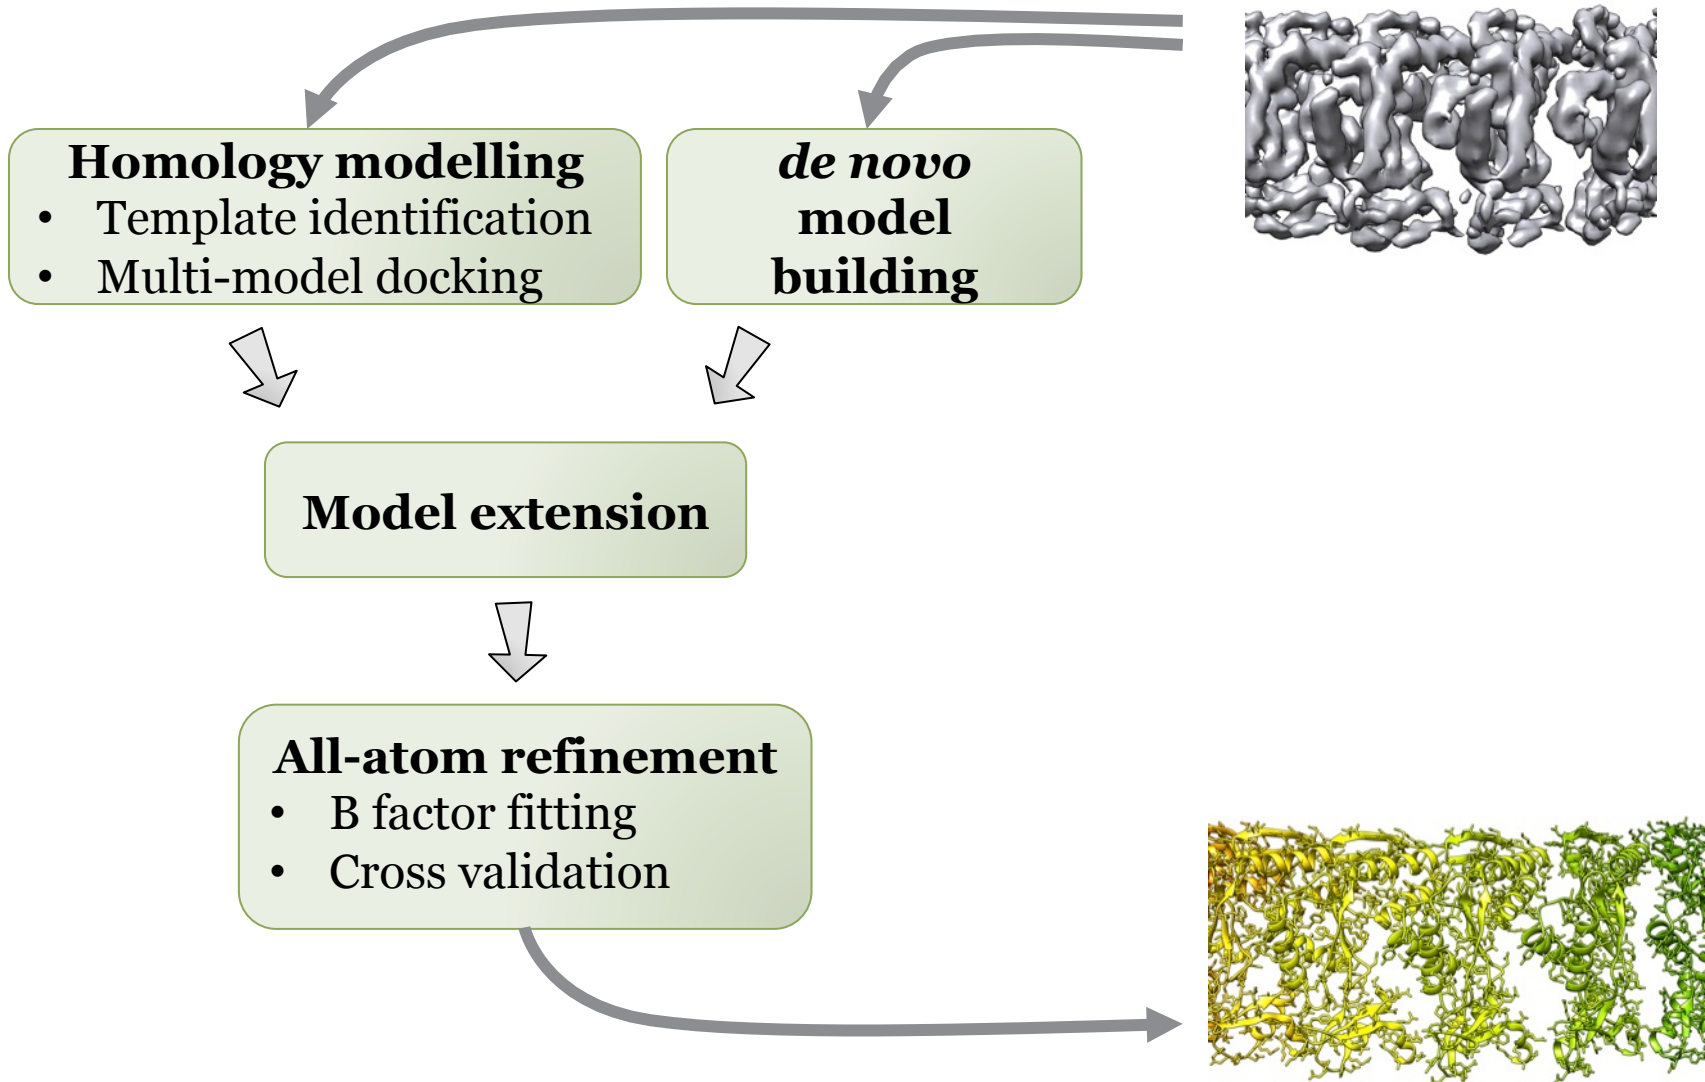 Homology modelling
• Template identification
• Multi-model docking
de novo
model
building
Model extension
All-atom refinement
• B factor fitting
• Cross validation